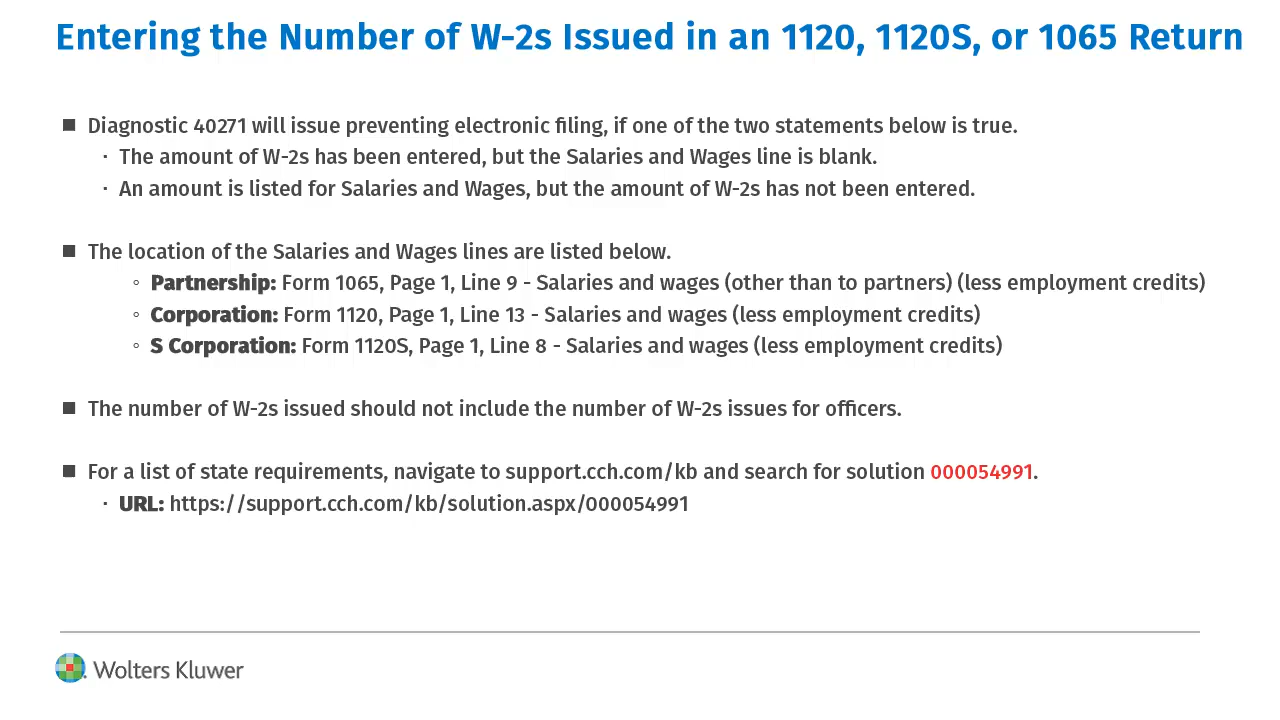 Entering the Number of W-2s Issued in an 1120, 1120S, or 1065 Return
■ Diagnostic 40271 will issue preventing electronic filing, if one of the two statements below is true.
· The amount of W-2s has been entered, but the Salaries and Wages line is blank.
· An amount is listed for Salaries and Wages, but the amount of W-2s has not been entered.
■ The location of the Salaries and Wages lines are listed below.
◦ Partnership: Form 1065, Page 1, Line 9 - Salaries and wages (other than to partners) (less employment credits)
◦ Corporation: Form 1120, Page 1, Line 13 - Salaries and wages (less employment credits)
◦ S Corporation: Form 1120S, Page 1, Line 8 - Salaries and wages (less employment credits)
■ The number of W-2s issued should not include the number of W-2s issues for officers.
■ For a list of state requirements, navigate to support.cch.com/kb and search for solution 000054991.
· URL: https://support.cch.com/kb/solution.aspx/000054991
Wolters Kluwer